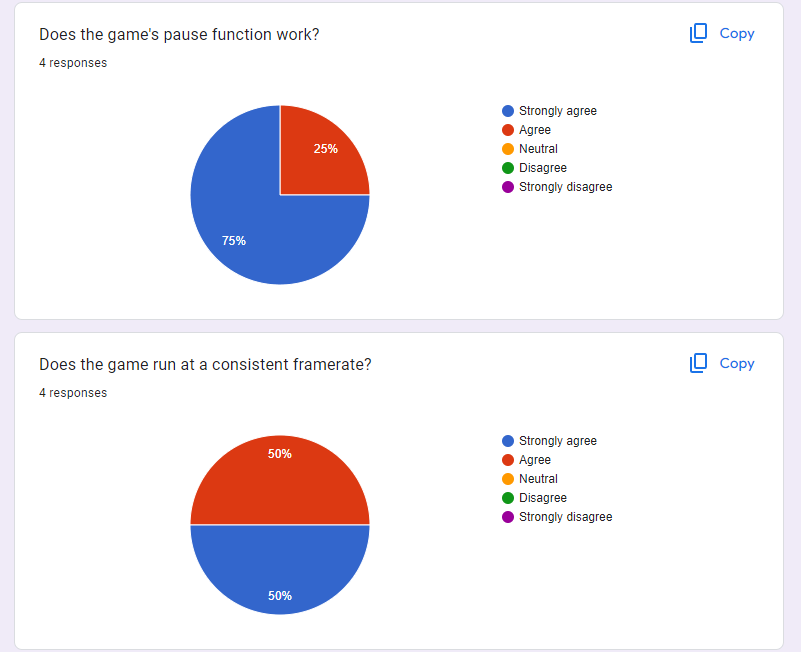 Does the game's pause function work?
Copy
4 responses
25%
75%
Strongly agree
Agree
Neutral
Disagree
Strongly disagree
Does the game run at a consistent framerate?
Copy
4 responses
50%
50%
Strongly agree
Agree
Neutral
Disagree
Strongly disagree